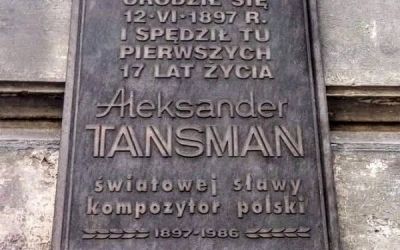 URODZIŁ SIĘ
12·VI·1897 R.
I SPĘDZIŁ TU
PIERWSZYCH
17 LAT ŻYCIA
Aleksander
TANSMAN
światowej sławy
kompozytor polski
1897-1986